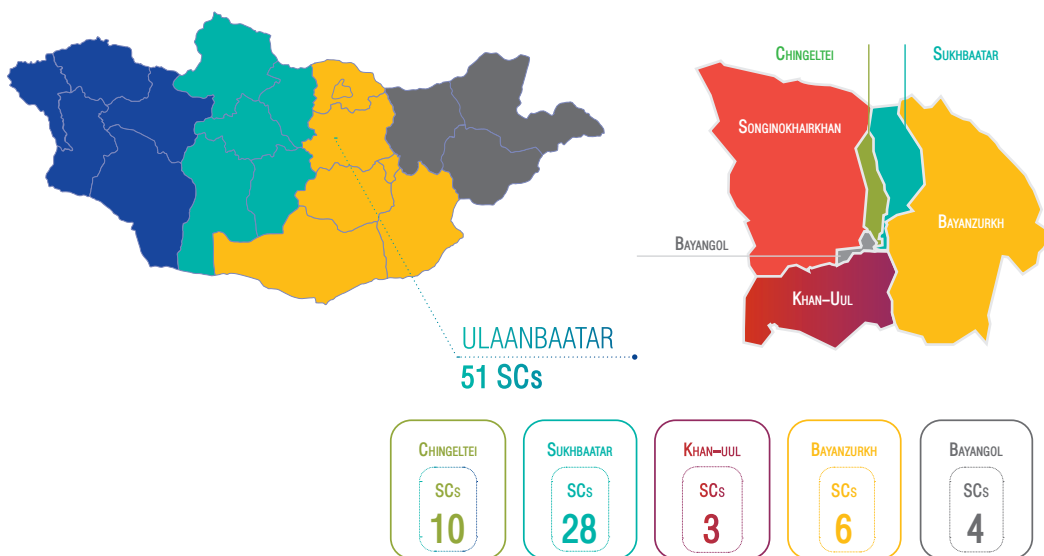 CHINGELTEI
SUKHBAATAR
SONGINOKHAIRKHAN
BAYANZURKH
BAYANGOL
KHAN–UUL
ULAANBAATAR
51 SCs
CHINGELTEI
SCs
10
SUKHBAATAR
SCs
28
KHAN–UUL
SCs
3
BAYANZURKH
SCs
6
BAYANGOL
SCs
4